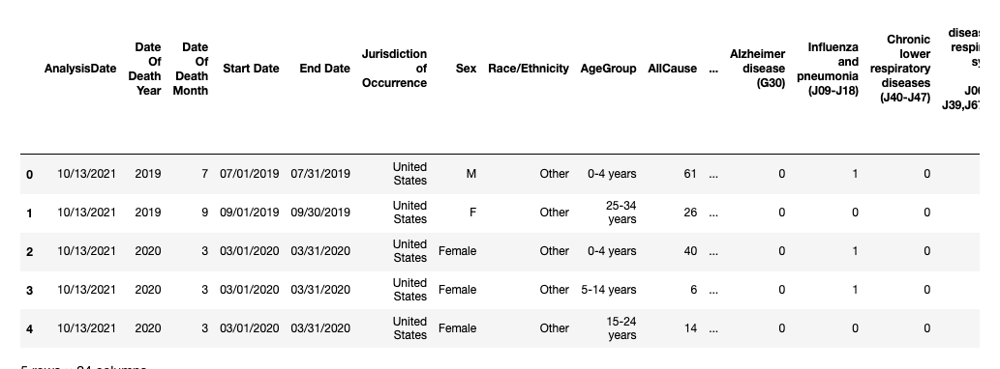 AnalysisDate Date Of Death Year Date Of Death Month Start Date End Date Jurisdiction of Occurrence Sex Race/Ethnicity AgeGroup AllCause ... Alzheimer disease (G30) Influenza and pneumonia (J09-J18) Chronic lower respiratory diseases (J40-J47)
0 10/13/2021 2019 7 07/01/2019 07/31/2019 United States M Other 0-4 years 61 ... 0 1 0
1 10/13/2021 2019 9 09/01/2019 09/30/2019 United States F Other 25-34 years 26 ... 0 0 0
2 10/13/2021 2020 3 03/01/2020 03/31/2020 United States Female Other 0-4 years 40 ... 0 1 0
3 10/13/2021 2020 3 03/01/2020 03/31/2020 United States Female Other 5-14 years 6 ... 0 1 0
4 10/13/2021 2020 3 03/01/2020 03/31/2020 United States Female Other 15-24 years 14 ... 0 0 0